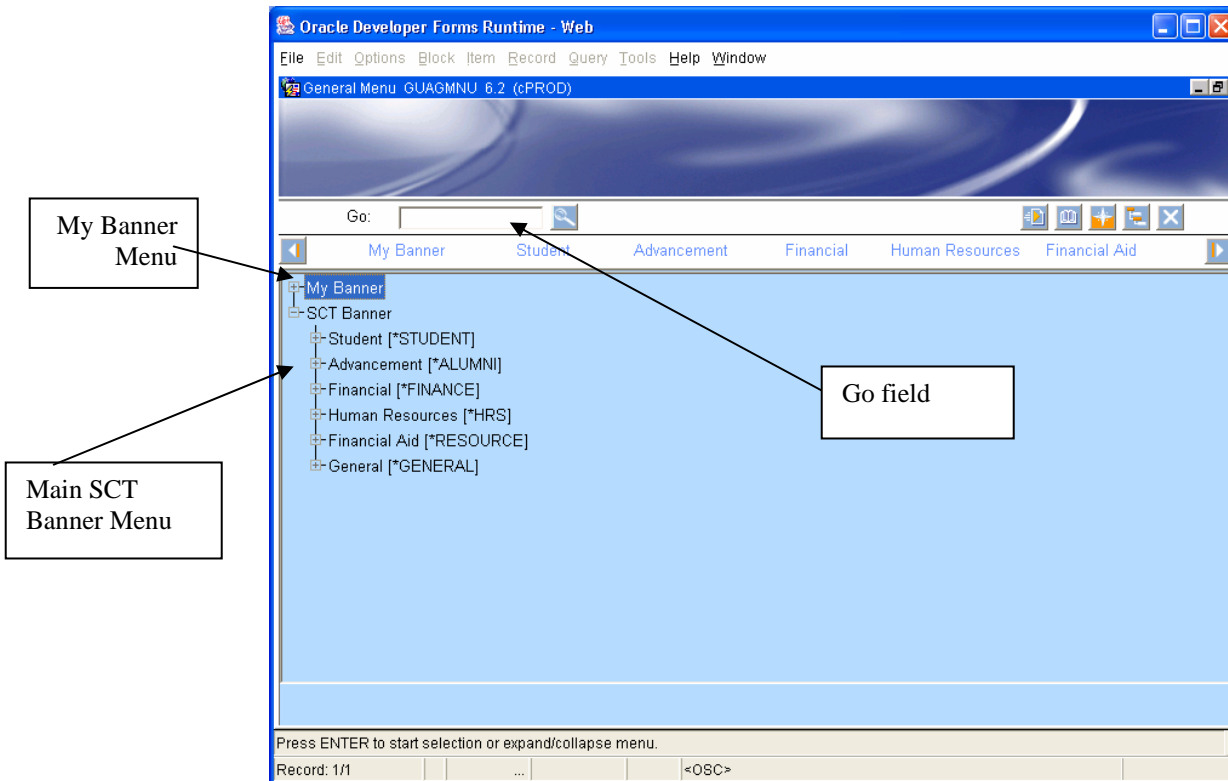 Oracle Developer Forms Runtime - Web
File Edit Options Block Item Record Query Tools Help Window
General Menu GUAGMNU 6.2 (cPROD)
Go:
My Banner Student Advancement Financial Human Resources Financial Aid
My Banner
SCT Banner
Student [*STUDENT]
Advancement [*ALUMNI]
Financial [*FINANCE]
Human Resources [*HRS]
Financial Aid [*RESOURCE]
General [*GENERAL]
My Banner
Menu
Go field
Main SCT
Banner Menu
Press ENTER to start selection or expand/collapse menu.
Record: 1/1 ... <OSC>